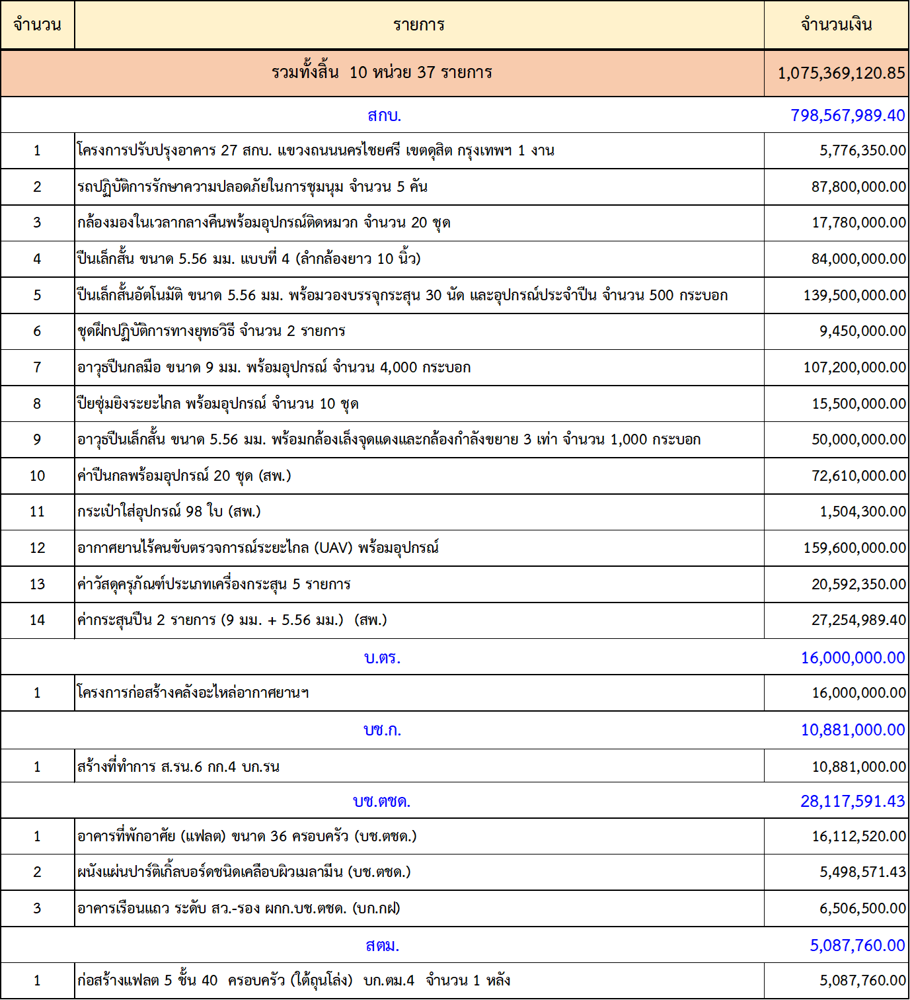 จำนวน รายการ จำนวนเงิน
รวมทั้งสิ้น 10 หน่วย 37 รายการ 1,075,369,120.85
สกบ. 798,567,989.40
1 โครงการปรับปรุงอาคาร 27 สกบ. แขวงถนนนครไชยศรี เขตดุสิต กรุงเทพฯ 1 งาน 5,776,350.00
2 รถปฏิบัติการรักษาความปลอดภัยในการชุมนุม จำนวน 5 คัน 87,800,000.00
3 กล้องมองในเวลากลางคืนพร้อมอุปกรณ์ติดหมวก จำนวน 20 ชุด 17,780,000.00
4 ปืนเล็กสั้น ขนาด 5.56 มม. แบบที่ 4 (ลำกล้องยาว 10 นิ้ว) 84,000,000.00
5 ปืนเล็กสั้นอัตโนมัติ ขนาด 5.56 มม. พร้อมวองบรรจุกระสุน 30 นัด และอุปกรณ์ประจำปืน จำนวน 500 กระบอก 139,500,000.00
6 ชุดฝึกปฏิบัติการทางยุทธวิธี จำนวน 2 รายการ 9,450,000.00
7 อาวุธปืนกลมือ ขนาด 9 มม. พร้อมอุปกรณ์ จำนวน 4,000 กระบอก 107,200,000.00
8 ปืยซุ่มยิงระยะไกล พร้อมอุปกรณ์ จำนวน 10 ชุด 15,500,000.00
9 อาวุธปืนเล็กสั้น ขนาด 5.56 มม. พร้อมกล้องเล็งจุดแดงและกล้องกำลังขยาย 3 เท่า จำนวน 1,000 กระบอก 50,000,000.00
10 ค่าปืนกลพร้อมอุปกรณ์ 20 ชุด (สพ.) 72,610,000.00
11 กระเป๋าใส่อุปกรณ์ 98 ใบ (สพ.) 1,504,300.00
12 อากาศยานไร้คนขับตรวจการณ์ระยะไกล (UAV) พร้อมอุปกรณ์ 159,600,000.00
13 ค่าวัสดุครุภัณฑ์ประเภทเครื่องกระสุน 5 รายการ 20,592,350.00
14 ค่ากระสุนปืน 2 รายการ (9 มม. + 5.56 มม.) (สพ.) 27,254,989.40
บ.ตร. 16,000,000.00
1 โครงการก่อสร้างคลังอะไหล่อากาศยานฯ 16,000,000.00
บช.ก. 10,881,000.00
1 สร้างที่ทำการ ส.รน.6 กก.4 บก.รน 10,881,000.00
บช.ตชด. 28,117,591.43
1 อาคารที่พักอาศัย (แฟลต) ขนาด 36 ครอบครัว (บช.ตชด.) 16,112,520.00
2 ผนังแผ่นปาร์ติเกิ้ลบอร์ดชนิดเคลือบผิวเมลามีน (บช.ตชด.) 5,498,571.43
3 อาคารเรือนแถว ระดับ สว.-รอง ผกก.บช.ตชด. (บก.กฝ) 6,506,500.00
สตม. 5,087,760.00
1 ก่อสร้างแฟลต 5 ชั้น 40 ครอบครัว (ใต้ถุนโล่ง) บก.ตม.4 จำนวน 1 หลัง 5,087,760.00